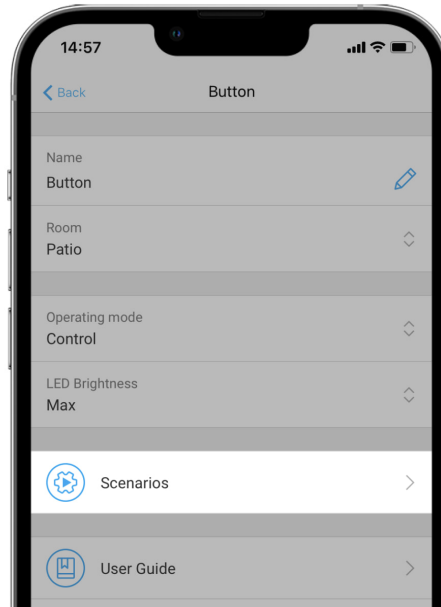 14:57
Back
Button
Name
Button
Room
Patio
Operating mode
Control
LED Brightness
Max
Scenarios
User Guide